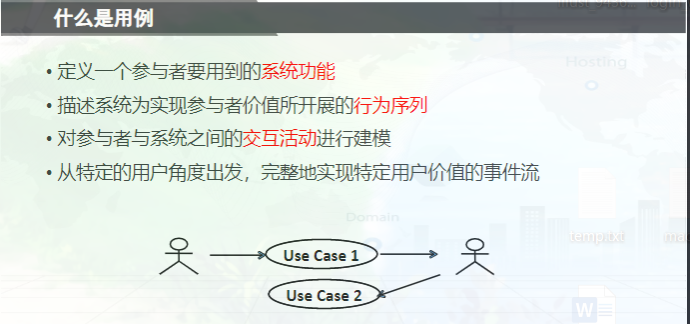 什么是用例
Hosting
• 定义一个参与者要用到的系统功能
• 描述系统为实现参与者价值所开展的行为序列
• 对参与者与系统之间的交互活动进行建模
• 从特定的用户角度出发，完整地实现特定用户价值的事件流
Domain
temp.txt
Use Case 1
Use Case 2
W